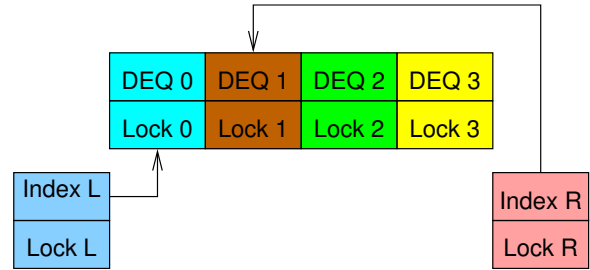 DEQ 0 DEQ 1 DEQ 2 DEQ 3
Lock 0 Lock 1 Lock 2 Lock 3
Index L
Lock L
Index R
Lock R